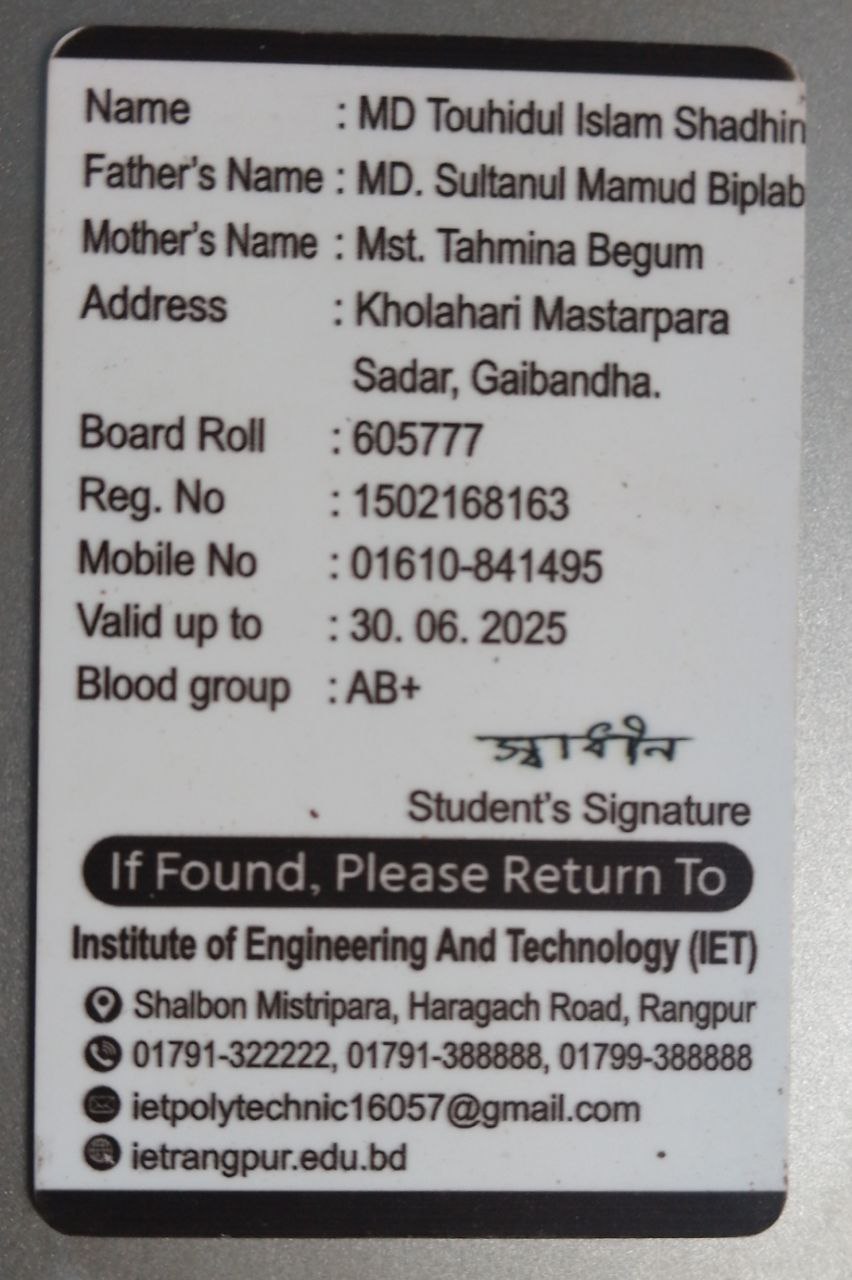 Name : MD Touhidul Islam Shadhin
Father's Name : MD. Sultanul Mamud Biplab
Mother's Name : Mst. Tahmina Begum
Address : Kholahari Mastarpara
Sadar, Gaibandha.
Board Roll : 605777
Reg. No : 1502168163
Mobile No : 01610-841495
Valid up to : 30. 06. 2025
Blood group : AB+
স্বাধীন
Student's Signature
If Found, Please Return To
Institute of Engineering And Technology (IET)
Shalbon Mistripara, Haragach Road, Rangpur
01791-322222, 01791-388888, 01799-388888
ietpolytechnic16057@gmail.com
ietrangpur.edu.bd